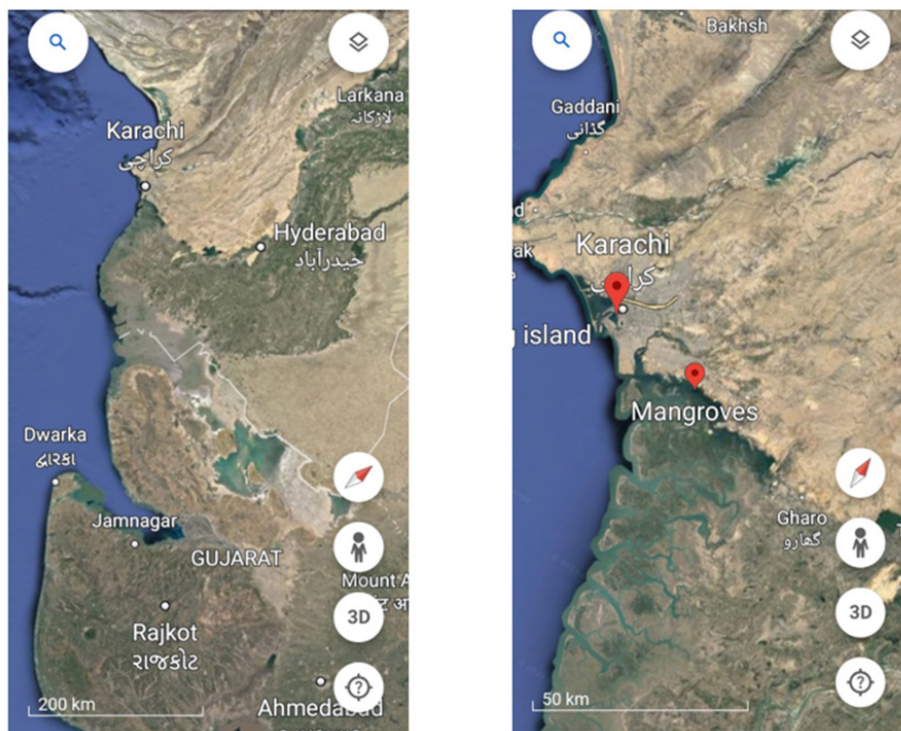 Larkana
لاڑکانہ
Karachi
کراچی
Hyderabad
حیدرآباد
Dwarka
દ્વારકા
Jamnagar
GUJARAT
Mount A
Rajkot
રાજકોટ
3D
200 km
Ahmedabad
Bakhsh
Gaddani
گڈانی
Karachi
island
Mangroves
Gharo
گھارو
3D
50 km